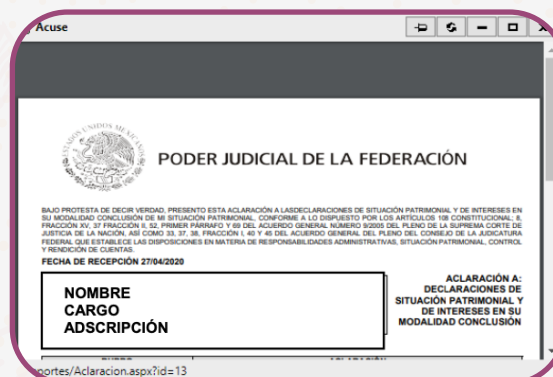 Acuse
ESTADOS UNIDOS MEXICANOS
PODER JUDICIAL DE LA FEDERACIÓN
BAJO PROTESTA DE DECIR VERDAD, PRESENTO ESTA ACLARACIÓN A LASDECLARACIONES DE SITUACIÓN PATRIMONIAL Y DE INTERESES EN
SU MODALIDAD CONCLUSIÓN DE MI SITUACIÓN PATRIMONIAL, CONFORME A LO DISPUESTO POR LOS ARTÍCULOS 108 CONSTITUCIONAL; 8,
FRACCIÓN XV, 37 FRACCIÓN II, 52, PRIMER PÁRRAFO Y 69 DEL ACUERDO GENERAL NÚMERO 9/2005 DEL PLENO DE LA SUPREMA CORTE DE
JUSTICIA DE LA NACIÓN, ASÍ COMO 33, 37, 38, FRACCIÓN I, 40 Y 45 DEL ACUERDO GENERAL DEL PLENO DEL CONSEJO DE LA JUDICATURA
FEDERAL QUE ESTABLECE LAS DISPOSICIONES EN MATERIA DE RESPONSABILIDADES ADMINISTRATIVAS, SITUACIÓN PATRIMONIAL, CONTROL
Y RENDICIÓN DE CUENTAS.
FECHA DE RECEPCIÓN 27/04/2020
NOMBRE
CARGO
ADSCRIPCIÓN
ACLARACIÓN A:
DECLARACIONES DE
SITUACIÓN PATRIMONIAL Y
DE INTERESES EN SU
MODALIDAD CONCLUSIÓN
portes/Aclaracion.aspx?id=13